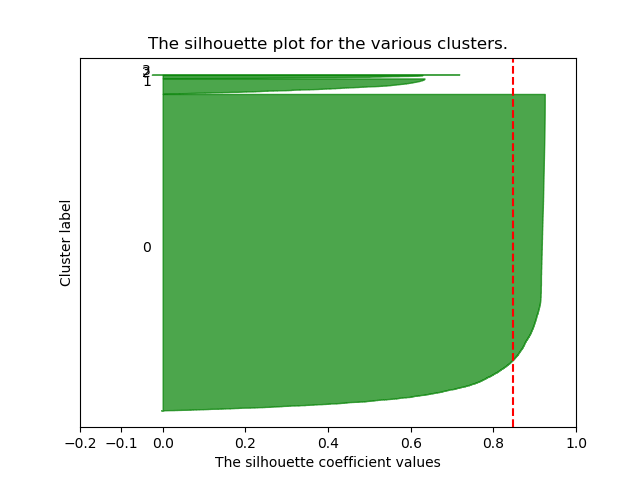 The silhouette plot for the various clusters.
Cluster label
3
2
1
0
−0.2 −0.1 0.0 0.2 0.4 0.6 0.8 1.0
The silhouette coefficient values